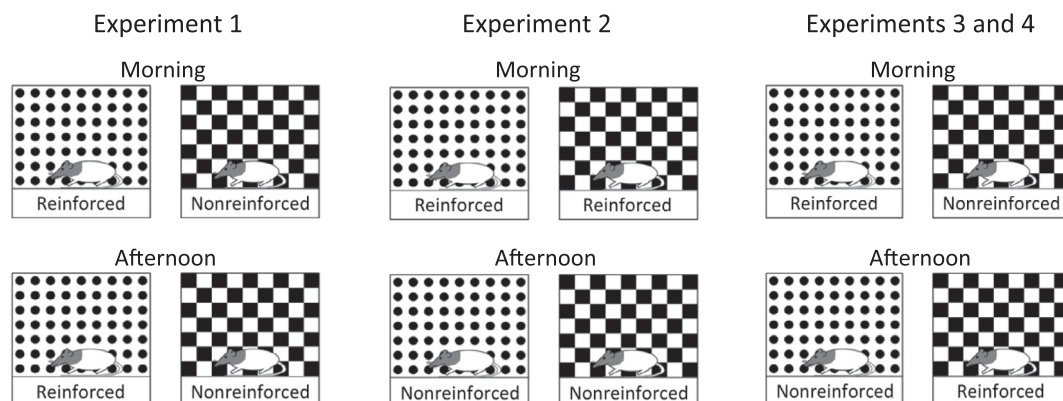 Experiment 1
Morning
Reinforced
Nonreinforced
Afternoon
Reinforced
Nonreinforced
Experiment 2
Morning
Reinforced
Reinforced
Afternoon
Nonreinforced
Nonreinforced
Experiments 3 and 4
Morning
Reinforced
Nonreinforced
Afternoon
Nonreinforced
Reinforced